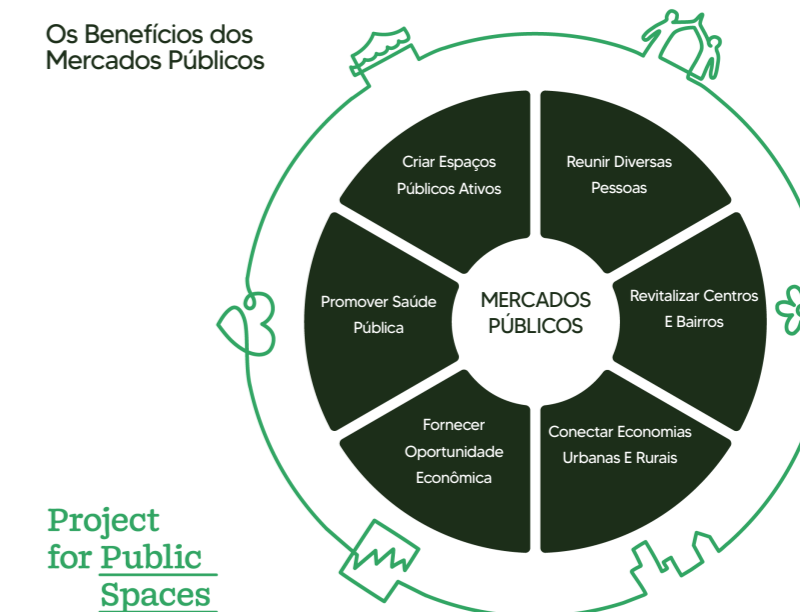 Os Benefícios dos
Mercados Públicos
Criar Espaços
Públicos Ativos
Reunir Diversas
Pessoas
Promover Saúde
Pública
MERCADOS
PÚBLICOS
Revitalizar Centros
E Bairros
Fornecer
Oportunidade
Econômica
Conectar Economias
Urbanas E Rurais
Project
for Public
Spaces